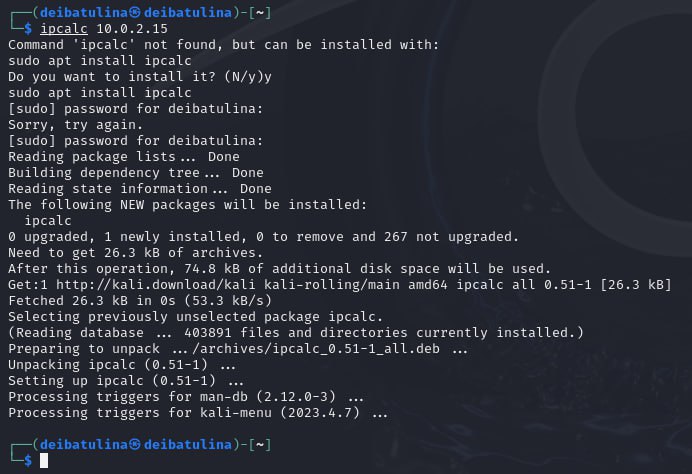 ┌──(deibatulina㉿deibatulina)-[~]
└─$ ipcalc 10.0.2.15
Command 'ipcalc' not found, but can be installed with:
sudo apt install ipcalc
Do you want to install it? (N/y)y
sudo apt install ipcalc
[sudo] password for deibatulina:
Sorry, try again.
[sudo] password for deibatulina:
Reading package lists... Done
Building dependency tree... Done
Reading state information... Done
The following NEW packages will be installed:
  ipcalc
0 upgraded, 1 newly installed, 0 to remove and 267 not upgraded.
Need to get 26.3 kB of archives.
After this operation, 74.8 kB of additional disk space will be used.
Get:1 http://kali.download/kali kali-rolling/main amd64 ipcalc all 0.51-1 [26.3 kB]
Fetched 26.3 kB in 0s (53.3 kB/s)
Selecting previously unselected package ipcalc.
(Reading database ... 403891 files and directories currently installed.)
Preparing to unpack .../archives/ipcalc_0.51-1_all.deb ...
Unpacking ipcalc (0.51-1) ...
Setting up ipcalc (0.51-1) ...
Processing triggers for man-db (2.12.0-3) ...
Processing triggers for kali-menu (2023.4.7) ...
┌──(deibatulina㉿deibatulina)-[~]
└─$